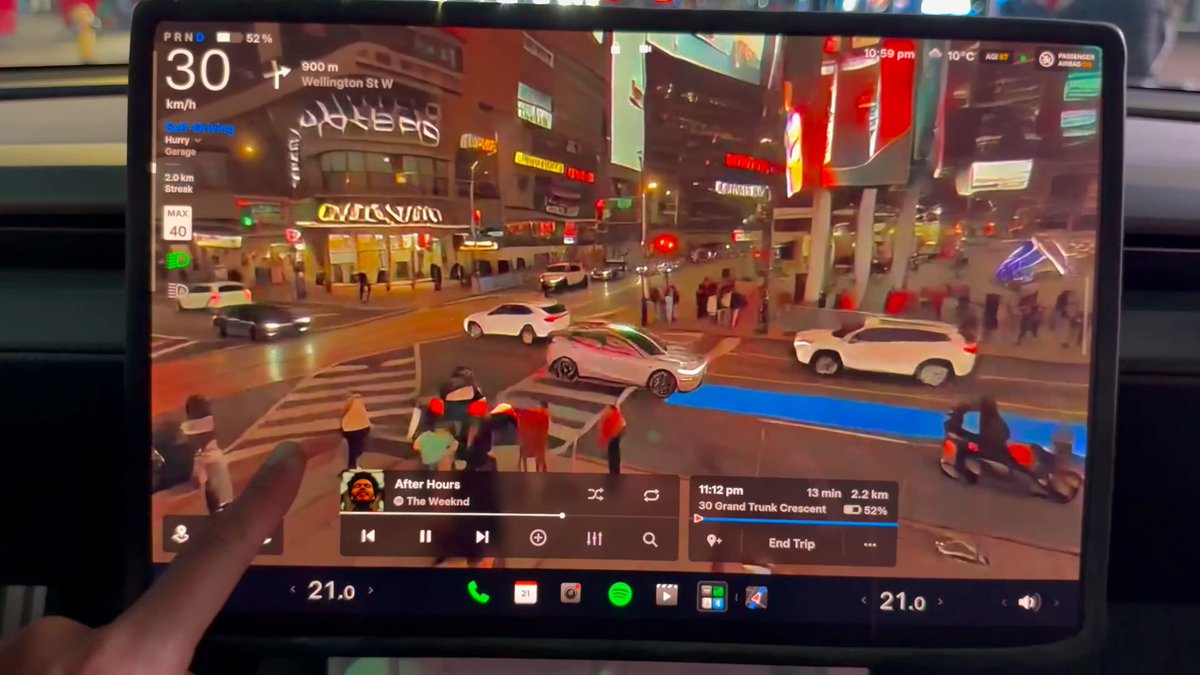 P R N D 52 %
30
km/h
900 m
Wellington St W
Self-Driving
Hurry
Garage
2.0 km
Streak
MAX
40
10:59 pm
10°C
AQI 67
PASSENGER
AIRBAG ON
After Hours
The Weeknd
11:12 pm 13 min 2.2 km
30 Grand Trunk Crescent 52%
End Trip
21.0
21
21.0